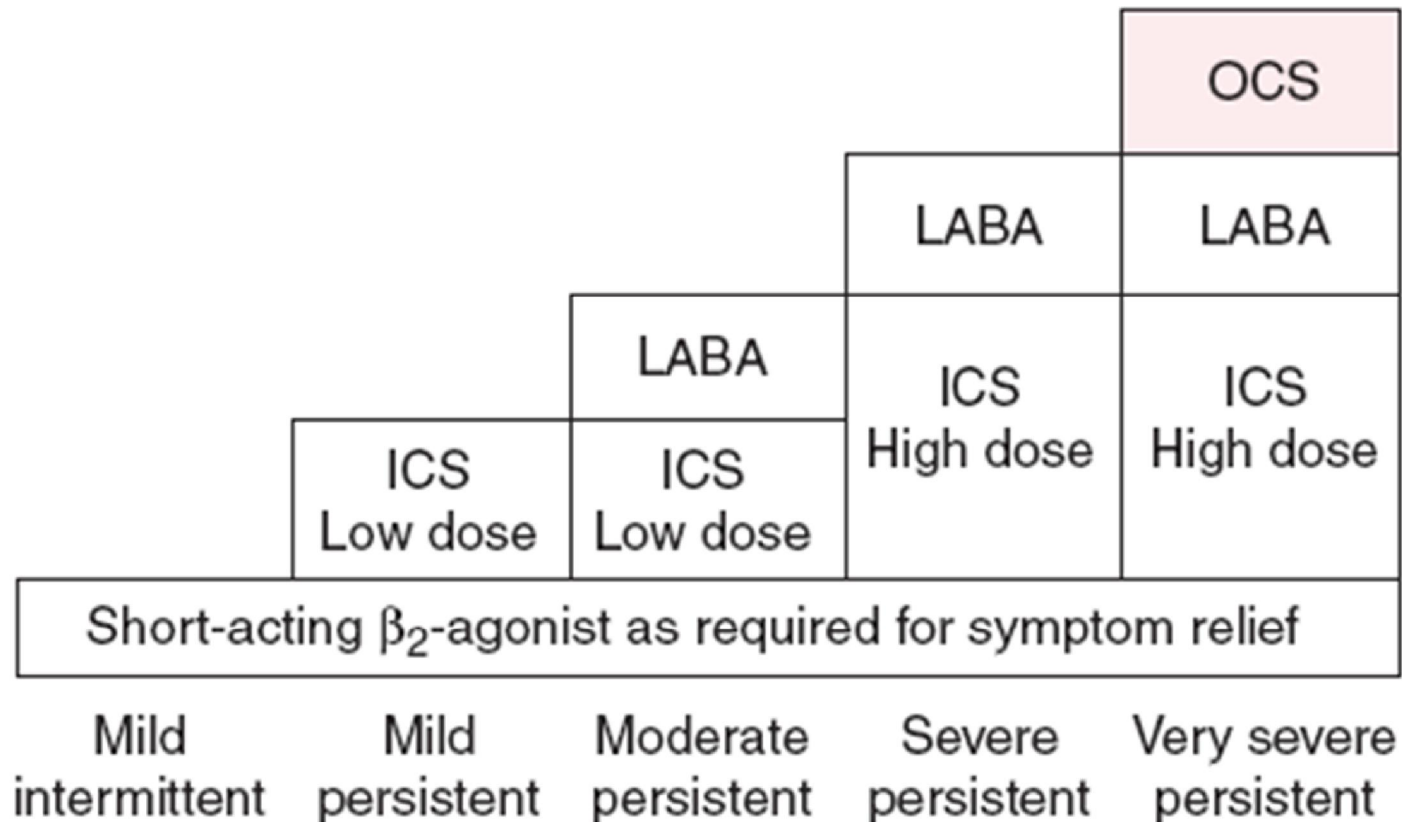 OCS
LABA
LABA
LABA
ICS
High dose
ICS
High dose
ICS
Low dose
ICS
Low dose
Short-acting β₂-agonist as required for symptom relief
Mild
intermittent
Mild
persistent
Moderate
persistent
Severe
persistent
Very severe
persistent